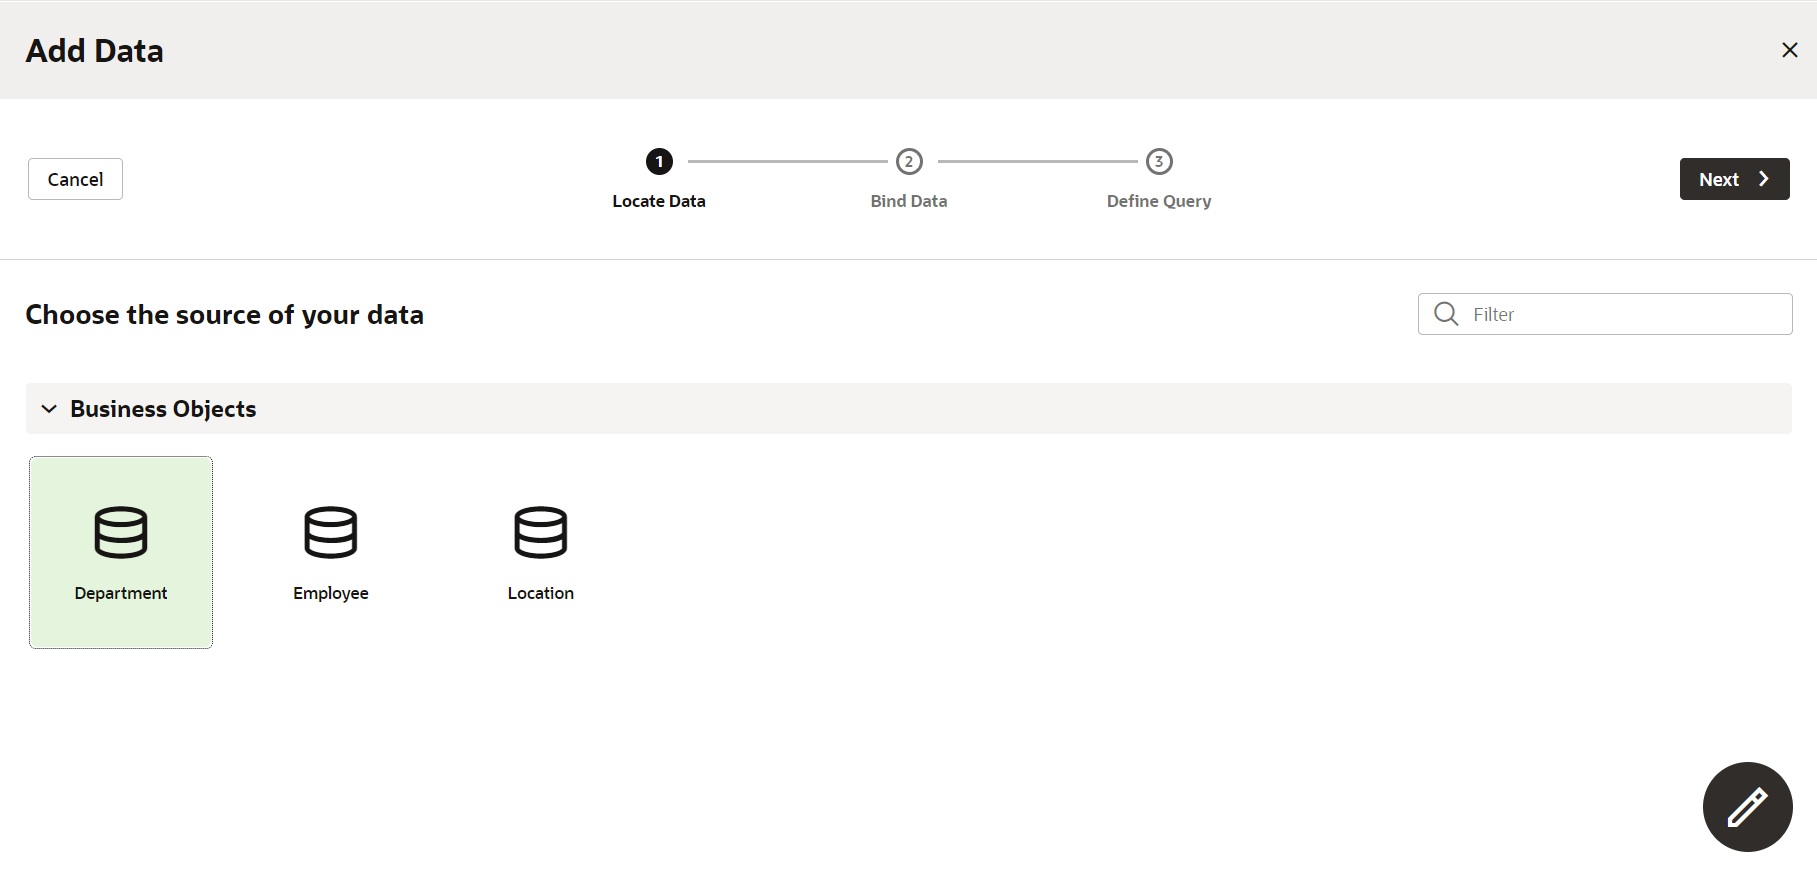 Add Data
Cancel
1
2
3
Locate Data
Bind Data
Define Query
Next
Choose the source of your data
Filter
Business Objects
Department
Employee
Location